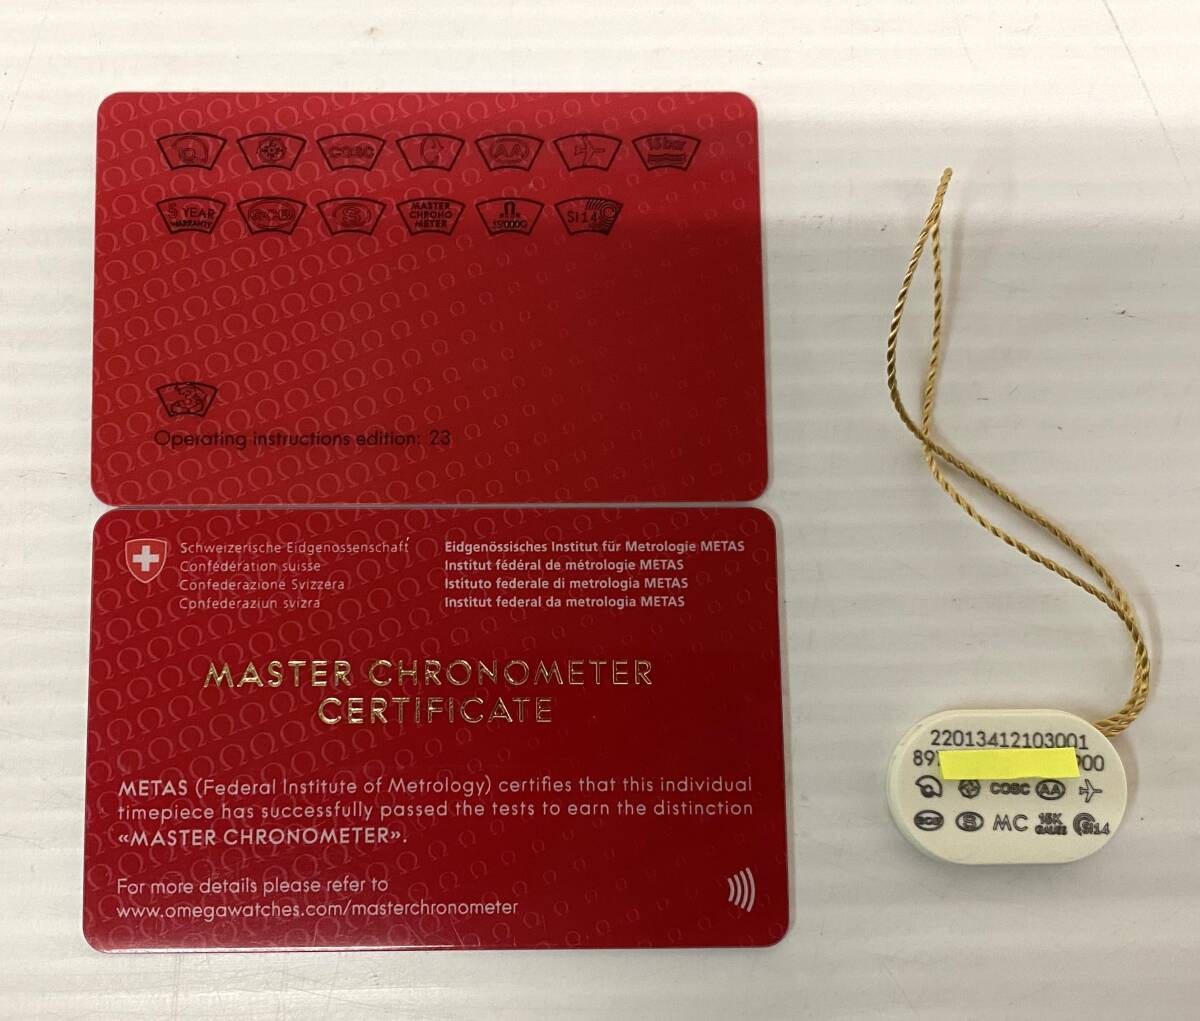 COSC AA 15 bar
5 YEAR WARRANTY MASTER CHRONO METER SI14
Operating instructions edition: 23
Schweizerische Eidgenossenschaft
Confédération suisse
Confederazione Svizzera
Confederaziun svizra
Eidgenössisches Institut für Metrologie METAS
Institut fédéral de métrologie METAS
Istituto federale di metrologia METAS
Institut federal da metrologia METAS
MASTER CHRONOMETER
CERTIFICATE
METAS (Federal Institute of Metrology) certifies that this individual
timepiece has successfully passed the tests to earn the distinction
«MASTER CHRONOMETER».
For more details please refer to
www.omegawatches.com/masterchronometer
22013412103001
89 00
COSC AA
MC 15K GAUSS Si14